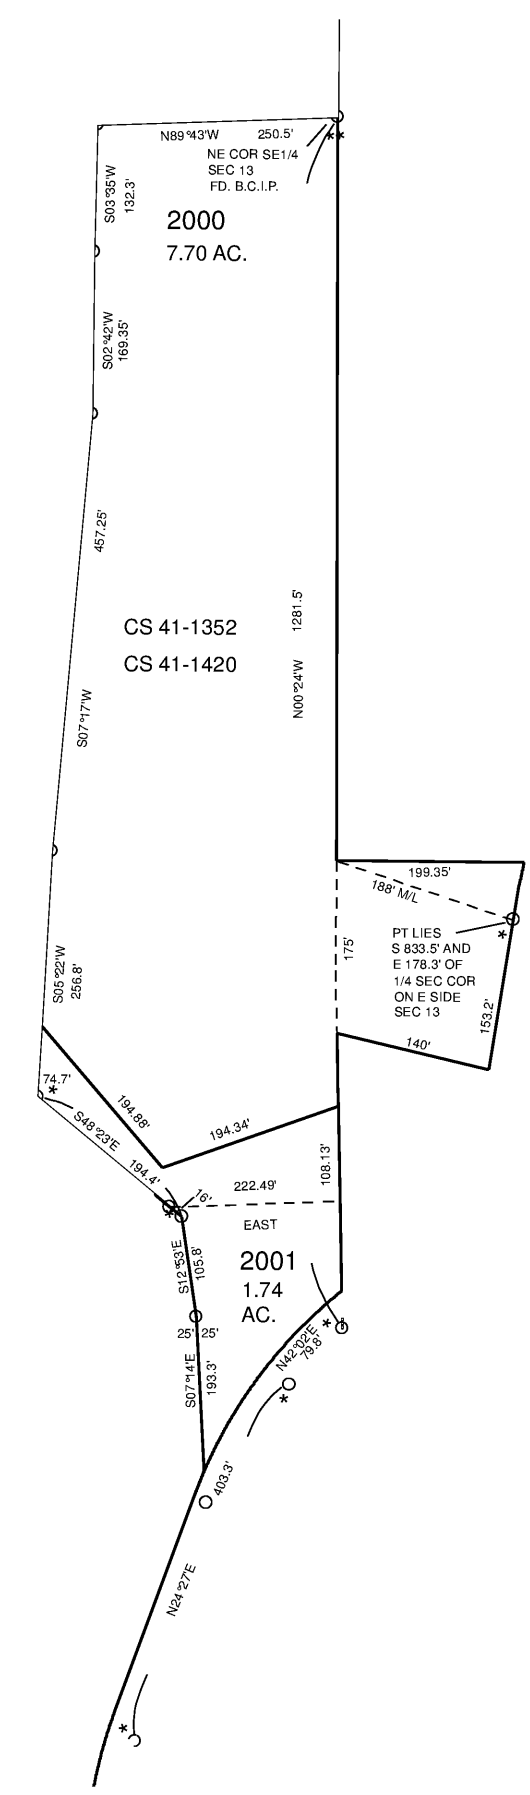 N89°43'W 250.5'
NE COR SE1/4
SEC 13
FD. B.C.I.P.
S03°35'W
132.3'
2000
7.70 AC.
S02°42'W
169.35'
457.25'
S07°17'W
CS 41-1352
CS 41-1420
1281.5'
N00°24'W
199.35'
188' M/L
175'
PT LIES
S 833.5' AND
E 178.3' OF
1/4 SEC COR
ON E SIDE
SEC 13
153.2'
140'
S05°22'W
256.8'
74.7'
S48°23'E
194.4'
194.88'
194.34'
108.13'
16'
222.49'
EAST
S12°53'E
105.8'
2001
1.74
AC.
25' 25'
S07°14'E
193.3'
N42°02'E
79.8'
403.3'
N24°27'E